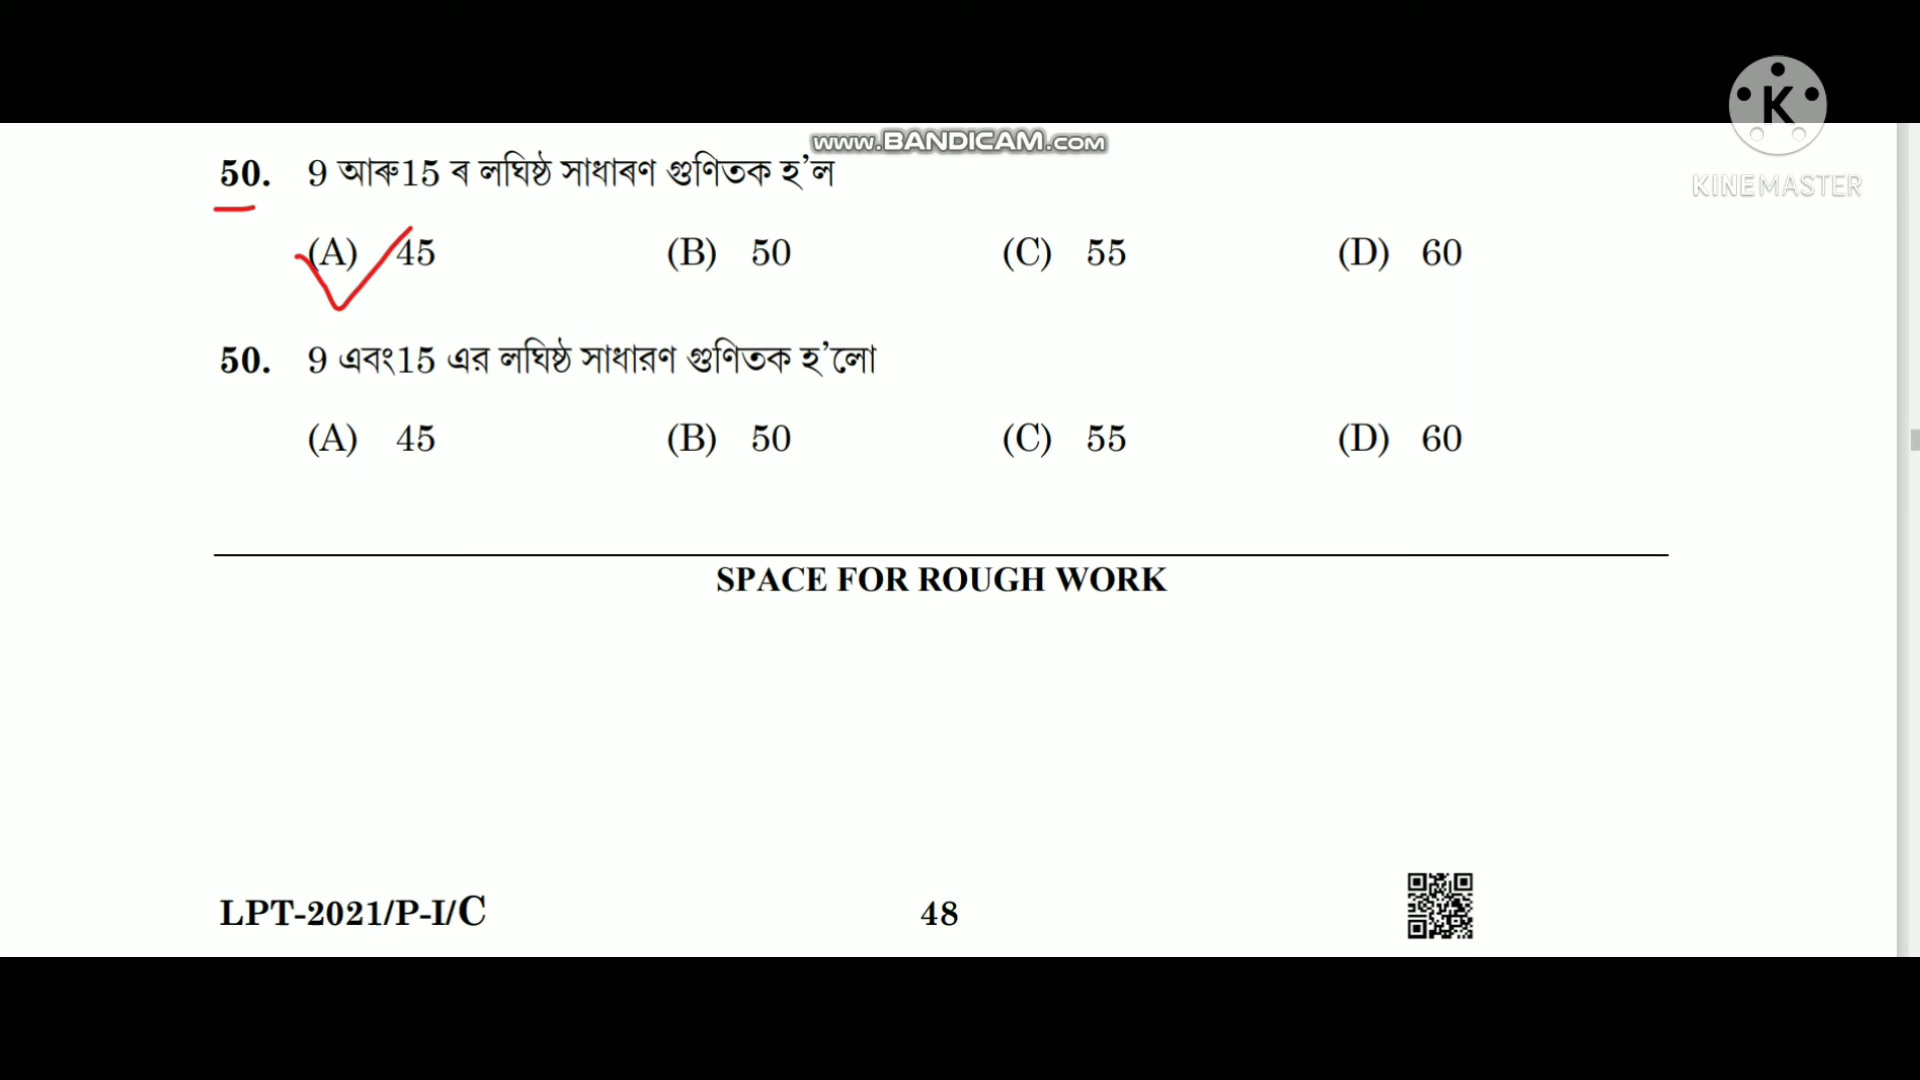 www.BANDICAM.com
K
KINEMASTER
50. 9 আৰু15 ৰ লঘিষ্ঠ সাধাৰণ গুণিতক হ’ল
(A) 45 (B) 50 (C) 55 (D) 60
50. 9 এবং15 এর লঘিষ্ঠ সাধারণ গুণিতক হ’লো
(A) 45 (B) 50 (C) 55 (D) 60
SPACE FOR ROUGH WORK
LPT-2021/P-I/C 48